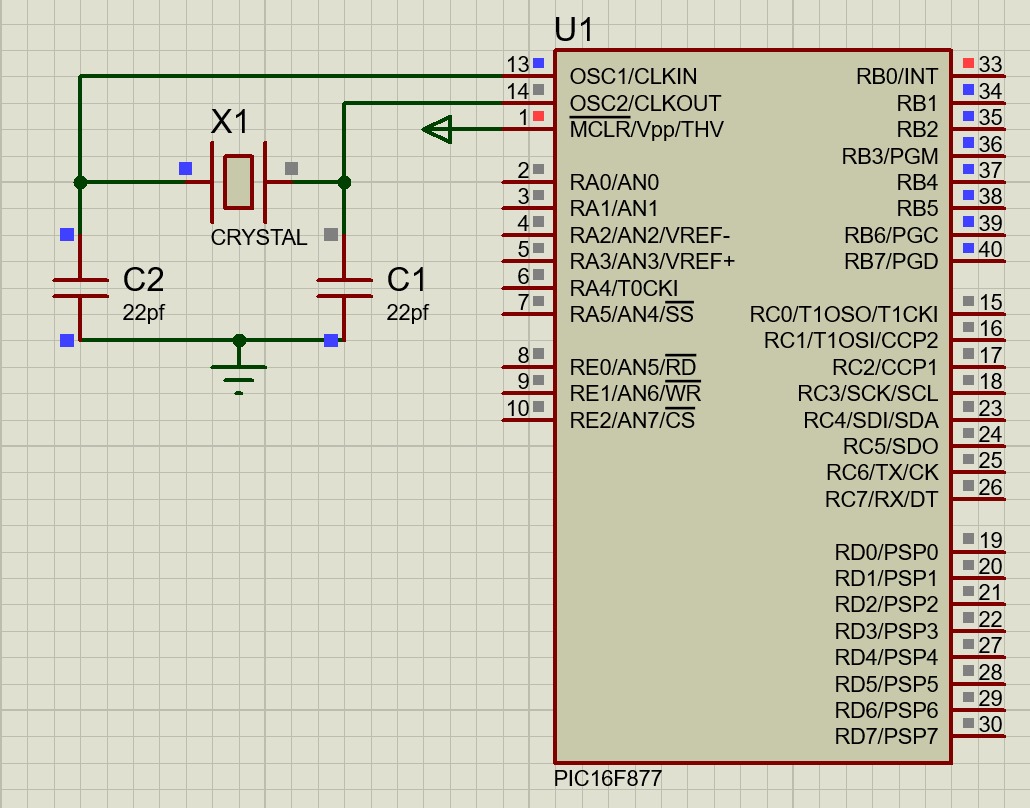 U1
13
OSC1/CLKIN
14
OSC2/CLKOUT
1
MCLR/Vpp/THV
2
RA0/AN0
3
RA1/AN1
4
RA2/AN2/VREF-
5
RA3/AN3/VREF+
6
RA4/T0CKI
7
RA5/AN4/SS
8
RE0/AN5/RD
9
RE1/AN6/WR
10
RE2/AN7/CS
RB0/INT
33
RB1
34
RB2
35
RB3/PGM
36
RB4
37
RB5
38
RB6/PGC
39
RB7/PGD
40
RC0/T1OSO/T1CKI
15
RC1/T1OSI/CCP2
16
RC2/CCP1
17
RC3/SCK/SCL
18
RC4/SDI/SDA
23
RC5/SDO
24
RC6/TX/CK
25
RC7/RX/DT
26
RD0/PSP0
19
RD1/PSP1
20
RD2/PSP2
21
RD3/PSP3
22
RD4/PSP4
27
RD5/PSP5
28
RD6/PSP6
29
RD7/PSP7
30
PIC16F877
X1
CRYSTAL
C2
22pf
C1
22pf